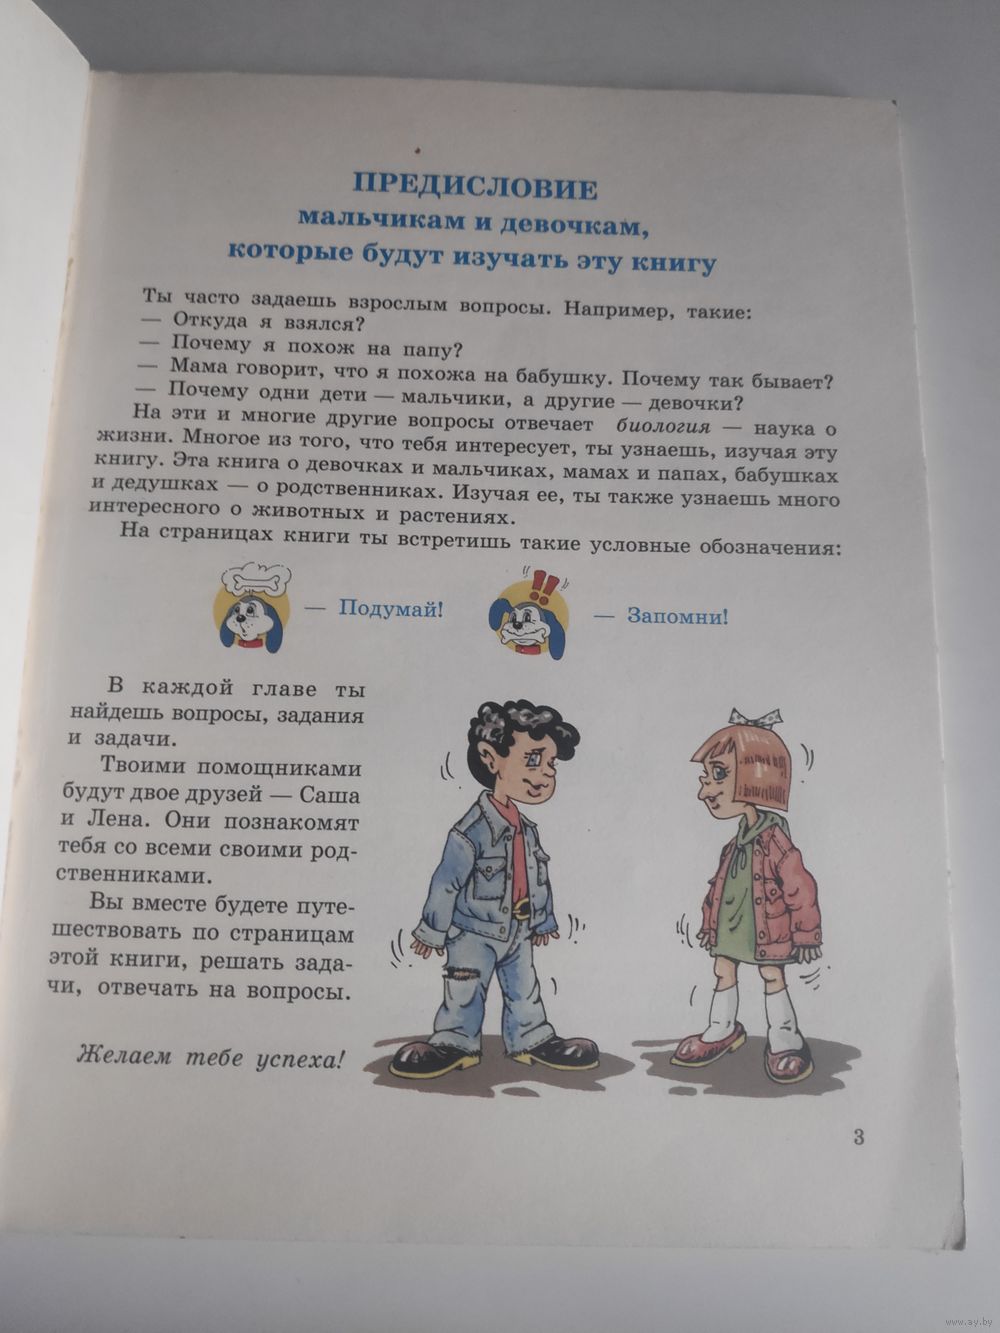 ПРЕДИСЛОВИЕ
мальчикам и девочкам,
которые будут изучать эту книгу
Ты часто задаешь взрослым вопросы. Например, такие:
— Откуда я взялся?
— Почему я похож на папу?
— Мама говорит, что я похожа на бабушку. Почему так бывает?
— Почему одни дети — мальчики, а другие — девочки?
На эти и многие другие вопросы отвечает биология — наука о
жизни. Многое из того, что тебя интересует, ты узнаешь, изучая эту
книгу. Эта книга о девочках и мальчиках, мамах и папах, бабушках
и дедушках — о родственниках. Изучая ее, ты также узнаешь много
интересного о животных и растениях.
На страницах книги ты встретишь такие условные обозначения:
!!
— Подумай!
— Запомни!
В каждой главе ты
найдешь вопросы, задания
и задачи.
Твоими помощниками
будут двое друзей — Саша
и Лена. Они познакомят
тебя со всеми своими род-
ственниками.
Вы вместе будете путе-
шествовать по страницам
этой книги, решать зада-
чи, отвечать на вопросы.
Желаем тебе успеха!
3
www.ay.by